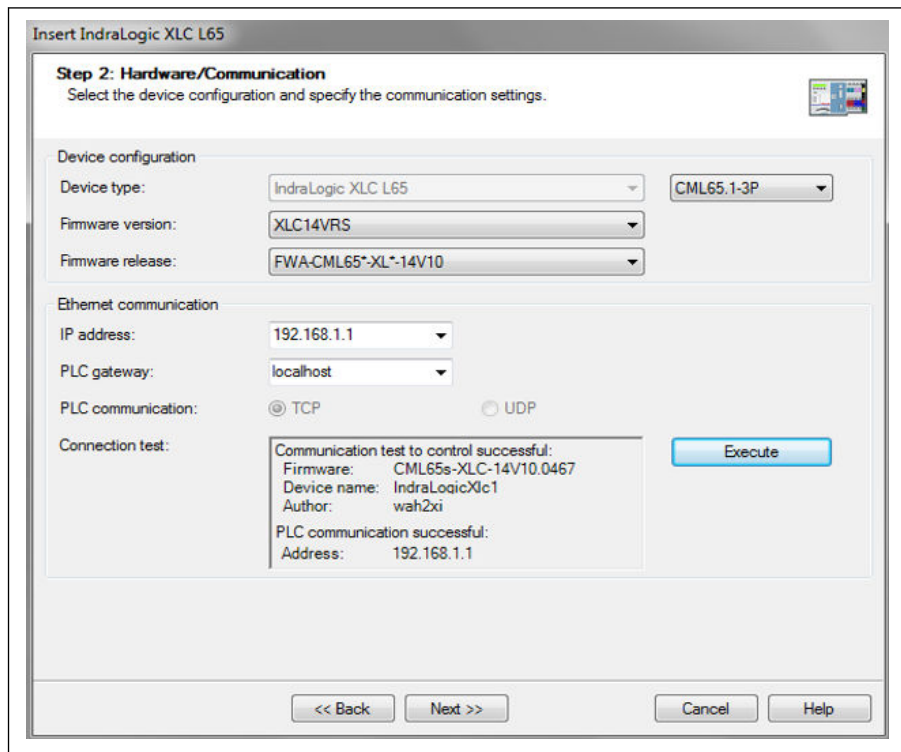 Insert IndraLogic XLC L65
Step 2: Hardware/Communication
Select the device configuration and specify the communication settings.
Device configuration
Device type: IndraLogic XLC L65 CML65.1-3P
Firmware version: XLC14VRS
Firmware release: FWA-CML65*-XL*-14V10
Ethernet communication
IP address: 192.168.1.1
PLC gateway: localhost
PLC communication: TCP UDP
Connection test: Communication test to control successful: Execute
Firmware: CML65s-XLC-14V10.0467
Device name: IndraLogicXlc1
Author: wah2xi
PLC communication successful:
Address: 192.168.1.1
<< Back Next >> Cancel Help